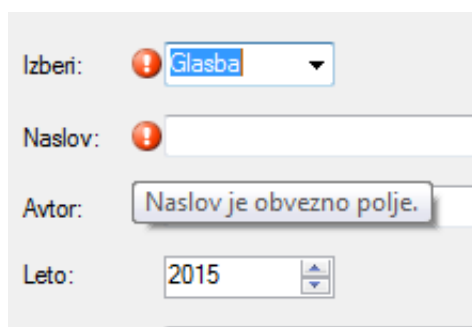 Izberi: Glasba
Naslov:
Avtor: Naslov je obvezno polje.
Leto: 2015